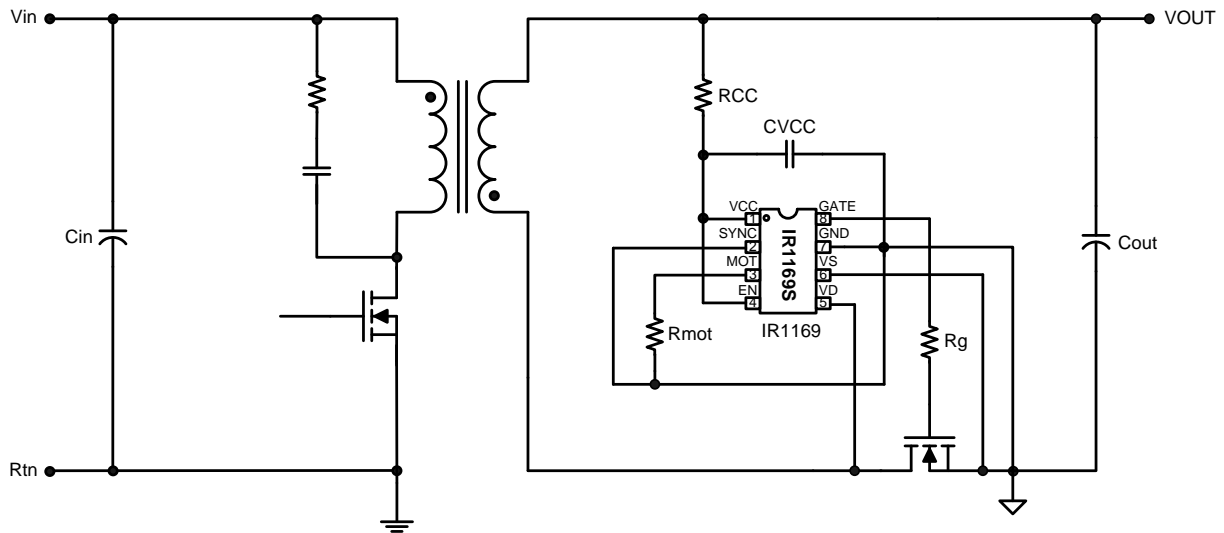 Vin
VOUT
RCC
CVCC
VCC
1
GATE
8
SYNC
2
GND
7
MOT
3
VS
6
EN
4
VD
5
IR1169S
IR1169
Cin
Cout
Rmot
Rg
Rtn